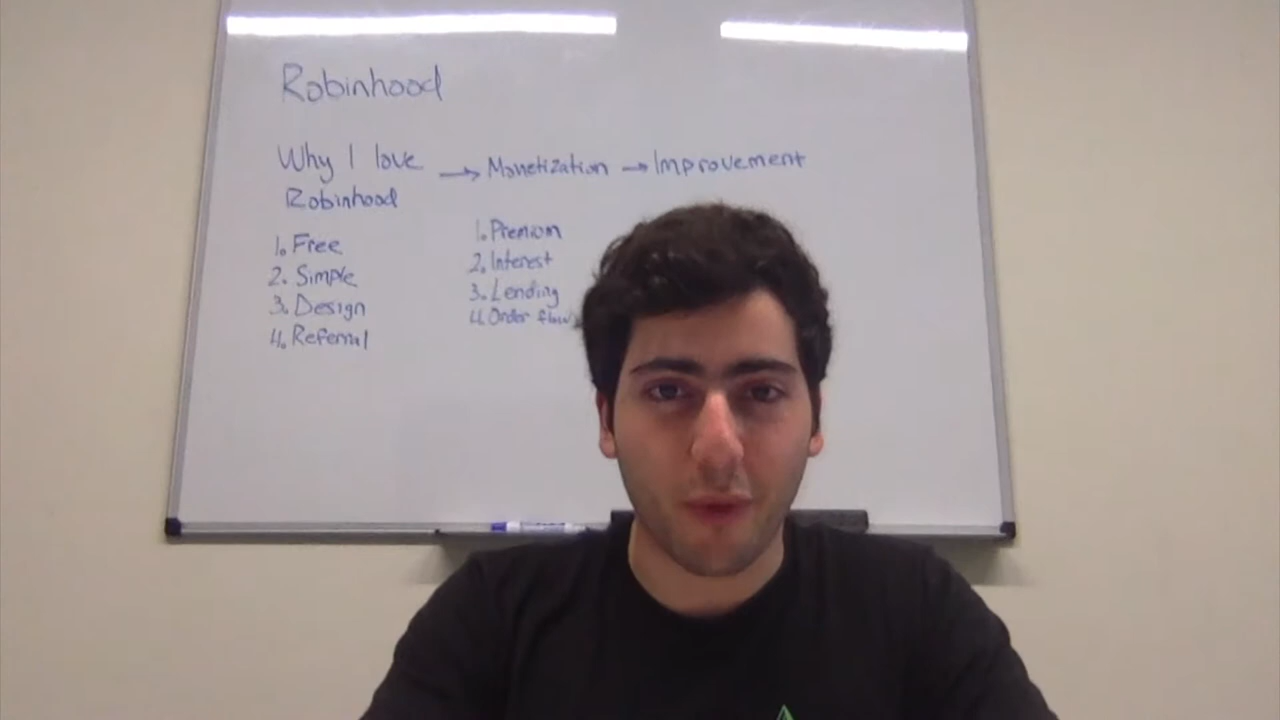 Robinhood
Why I love
Robinhood
→ Monetization → Improvement
1. Free
2. Simple
3. Design
4. Referral
1. Premium
2. Interest
3. Lending
4. Order flow